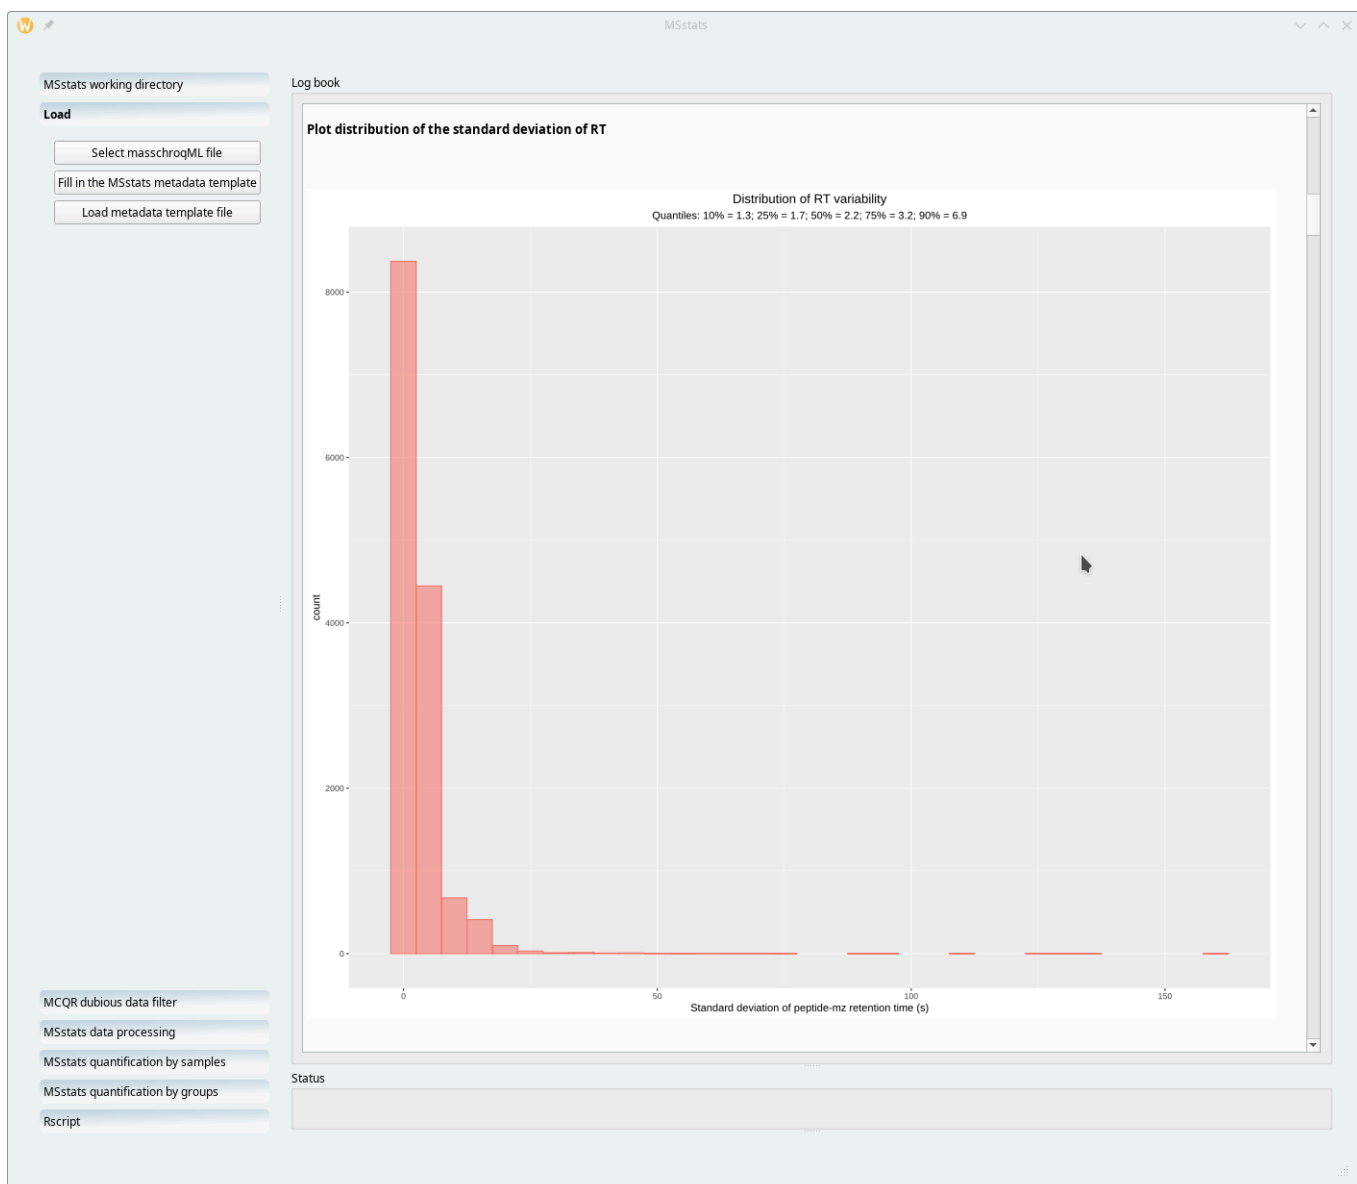 W
MSstats
MSstats working directory
Load
Select masschroqML file
Fill in the MSstats metadata template
Load metadata template file
MCQR dubious data filter
MSstats data processing
MSstats quantification by samples
MSstats quantification by groups
Rscript
Log book
Plot distribution of the standard deviation of RT
Distribution of RT variability
Quantiles: 10% = 1.3; 25% = 1.7; 50% = 2.2; 75% = 3.2; 90% = 6.9
count
8000
6000
4000
2000
0
0 50 100 150
Standard deviation of peptide-mz retention time (s)
Status